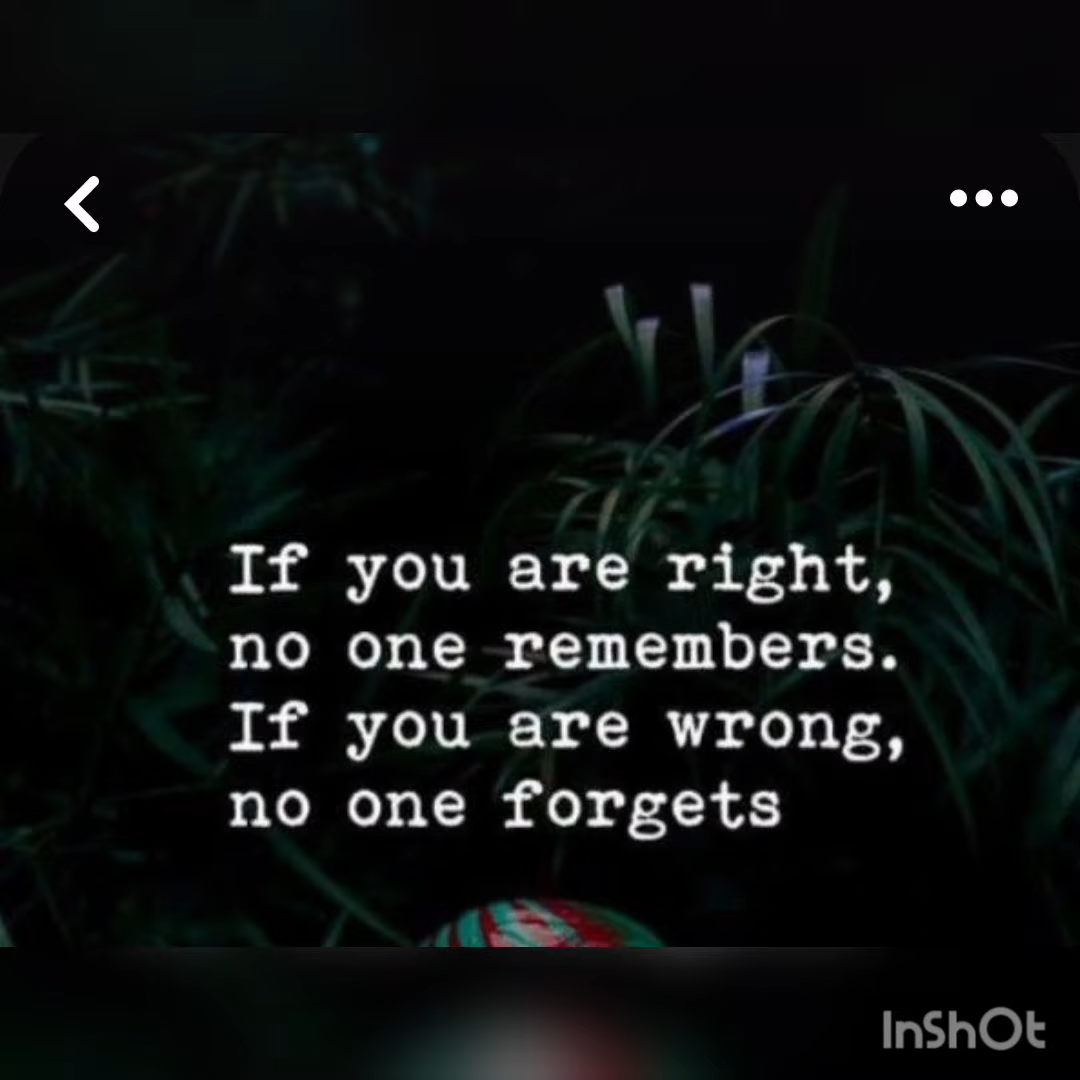 If you are right,
no one remembers.
If you are wrong,
no one forgets
InShOt